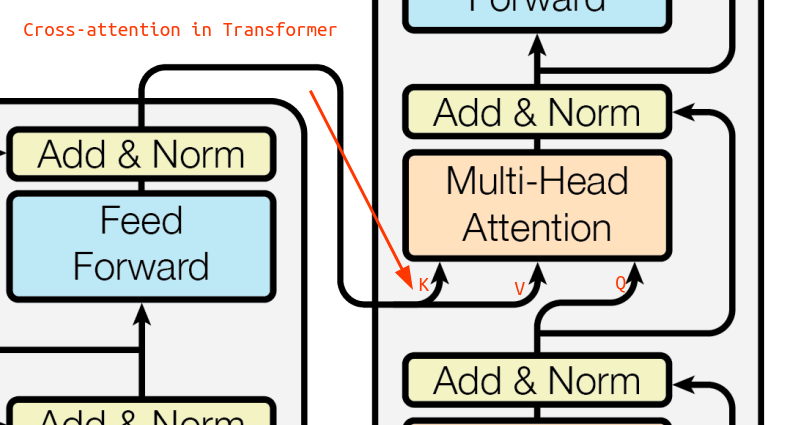 Cross-attention in Transformer
Forward
Add & Norm
Multi-Head
Attention
K
V
Q
Add & Norm
Add & Norm
Feed
Forward
Add & Norm